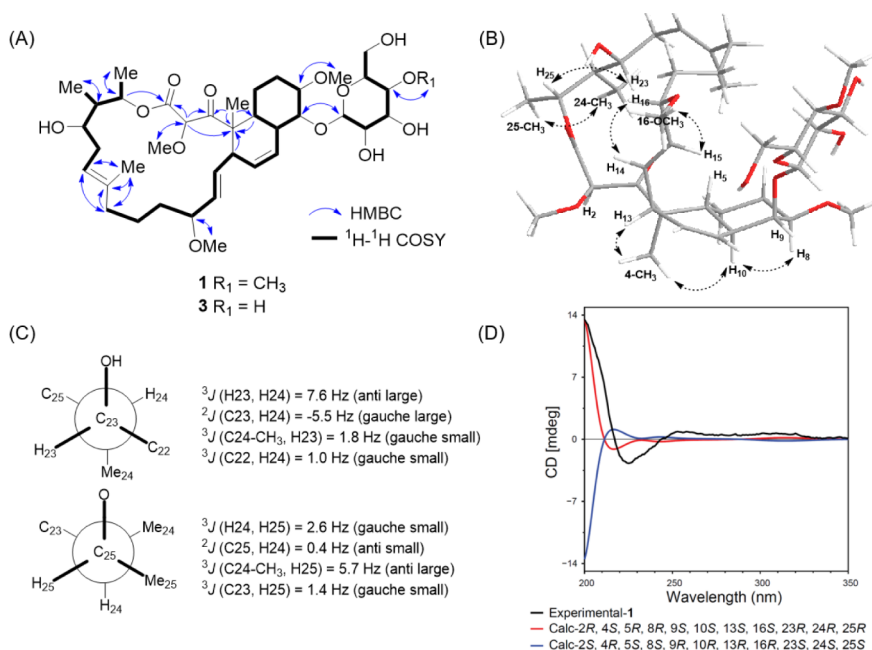 (A)
HO
Me
Me
O
O
O
MeO
Me
Me
OMe
OMe
O
O
OH
O
R1
OH
OH
HMBC
1H-1H COSY
1 R1 = CH3
3 R1 = H
(B)
H25
H23
24-CH3
H16
25-CH3
16-OCH3
H15
H14
H5
H2
H13
H9
4-CH3
H10
H8
(C)
OH
C25
H24
C23
H23
C22
Me24
3J (H23, H24) = 7.6 Hz (anti large)
2J (C23, H24) = -5.5 Hz (gauche large)
3J (C24-CH3, H23) = 1.8 Hz (gauche small)
3J (C22, H24) = 1.0 Hz (gauche small)
O
C23
Me24
C25
H25
Me25
H24
3J (H24, H25) = 2.6 Hz (gauche small)
2J (C25, H24) = 0.4 Hz (anti small)
3J (C24-CH3, H25) = 5.7 Hz (anti large)
3J (C23, H25) = 1.4 Hz (gauche small)
(D)
CD [mdeg]
14
7
0
-7
-14
200
250
300
350
Wavelength (nm)
Experimental-1
Calc-2R, 4S, 5R, 8R, 9S, 10S, 13S, 16S, 23R, 24R, 25R
Calc-2S, 4R, 5S, 8S, 9R, 10R, 13R, 16R, 23S, 24S, 25S